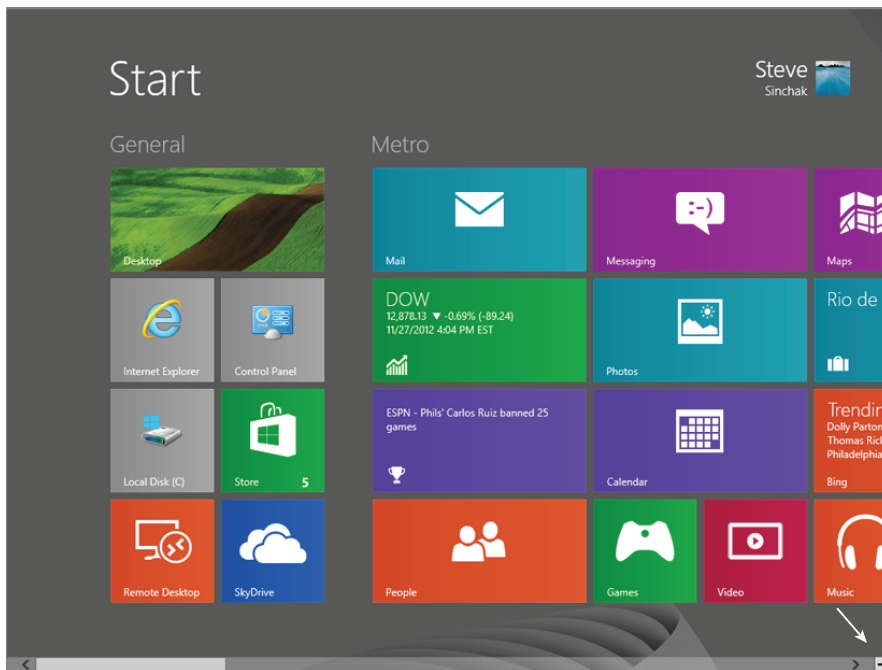 Start
Steve
Sinchak
General
Metro
Desktop
Mail
Messaging
Maps
Internet Explorer
Control Panel
DOW
12,878.13 ▼ -0.69% (-89.24)
11/27/2012 4:04 PM EST
Photos
Rio de
Local Disk (C)
Store
5
ESPN - Phils' Carlos Ruiz banned 25
games
Calendar
Trendin
Dolly Parton
Thomas Rick
Philadelphia
Bing
Remote Desktop
SkyDrive
People
Games
Video
Music